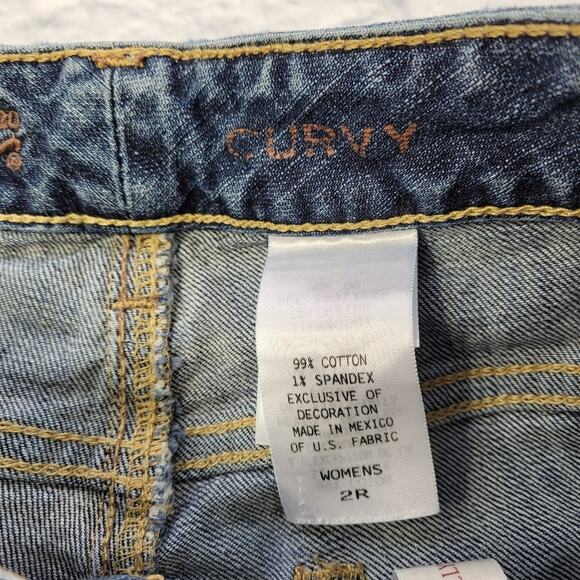 CURVY
99% COTTON
1% SPANDEX
EXCLUSIVE OF
DECORATION
MADE IN MEXICO
OF U.S. FABRIC
WOMENS
2R